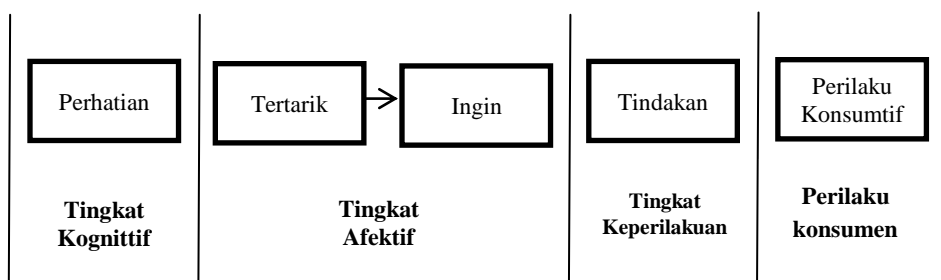 Perhatian
Tertarik
Ingin
Tindakan
Perilaku
Konsumtif
Tingkat
Kognittif
Tingkat
Afektif
Tingkat
Keperilakuan
Perilaku
konsumen